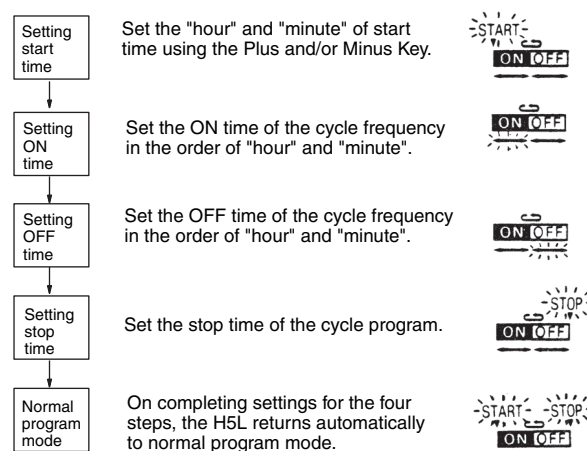 Setting
start
time
Set the "hour" and "minute" of start
time using the Plus and/or Minus Key.
START
ON OFF
Setting
ON
time
Set the ON time of the cycle frequency
in the order of "hour" and "minute".
ON OFF
Setting
OFF
time
Set the OFF time of the cycle frequency
in the order of "hour" and "minute".
ON OFF
Setting
stop
time
Set the stop time of the cycle program.
STOP
ON OFF
Normal
program
mode
On completing settings for the four
steps, the H5L returns automatically
to normal program mode.
START STOP
ON OFF